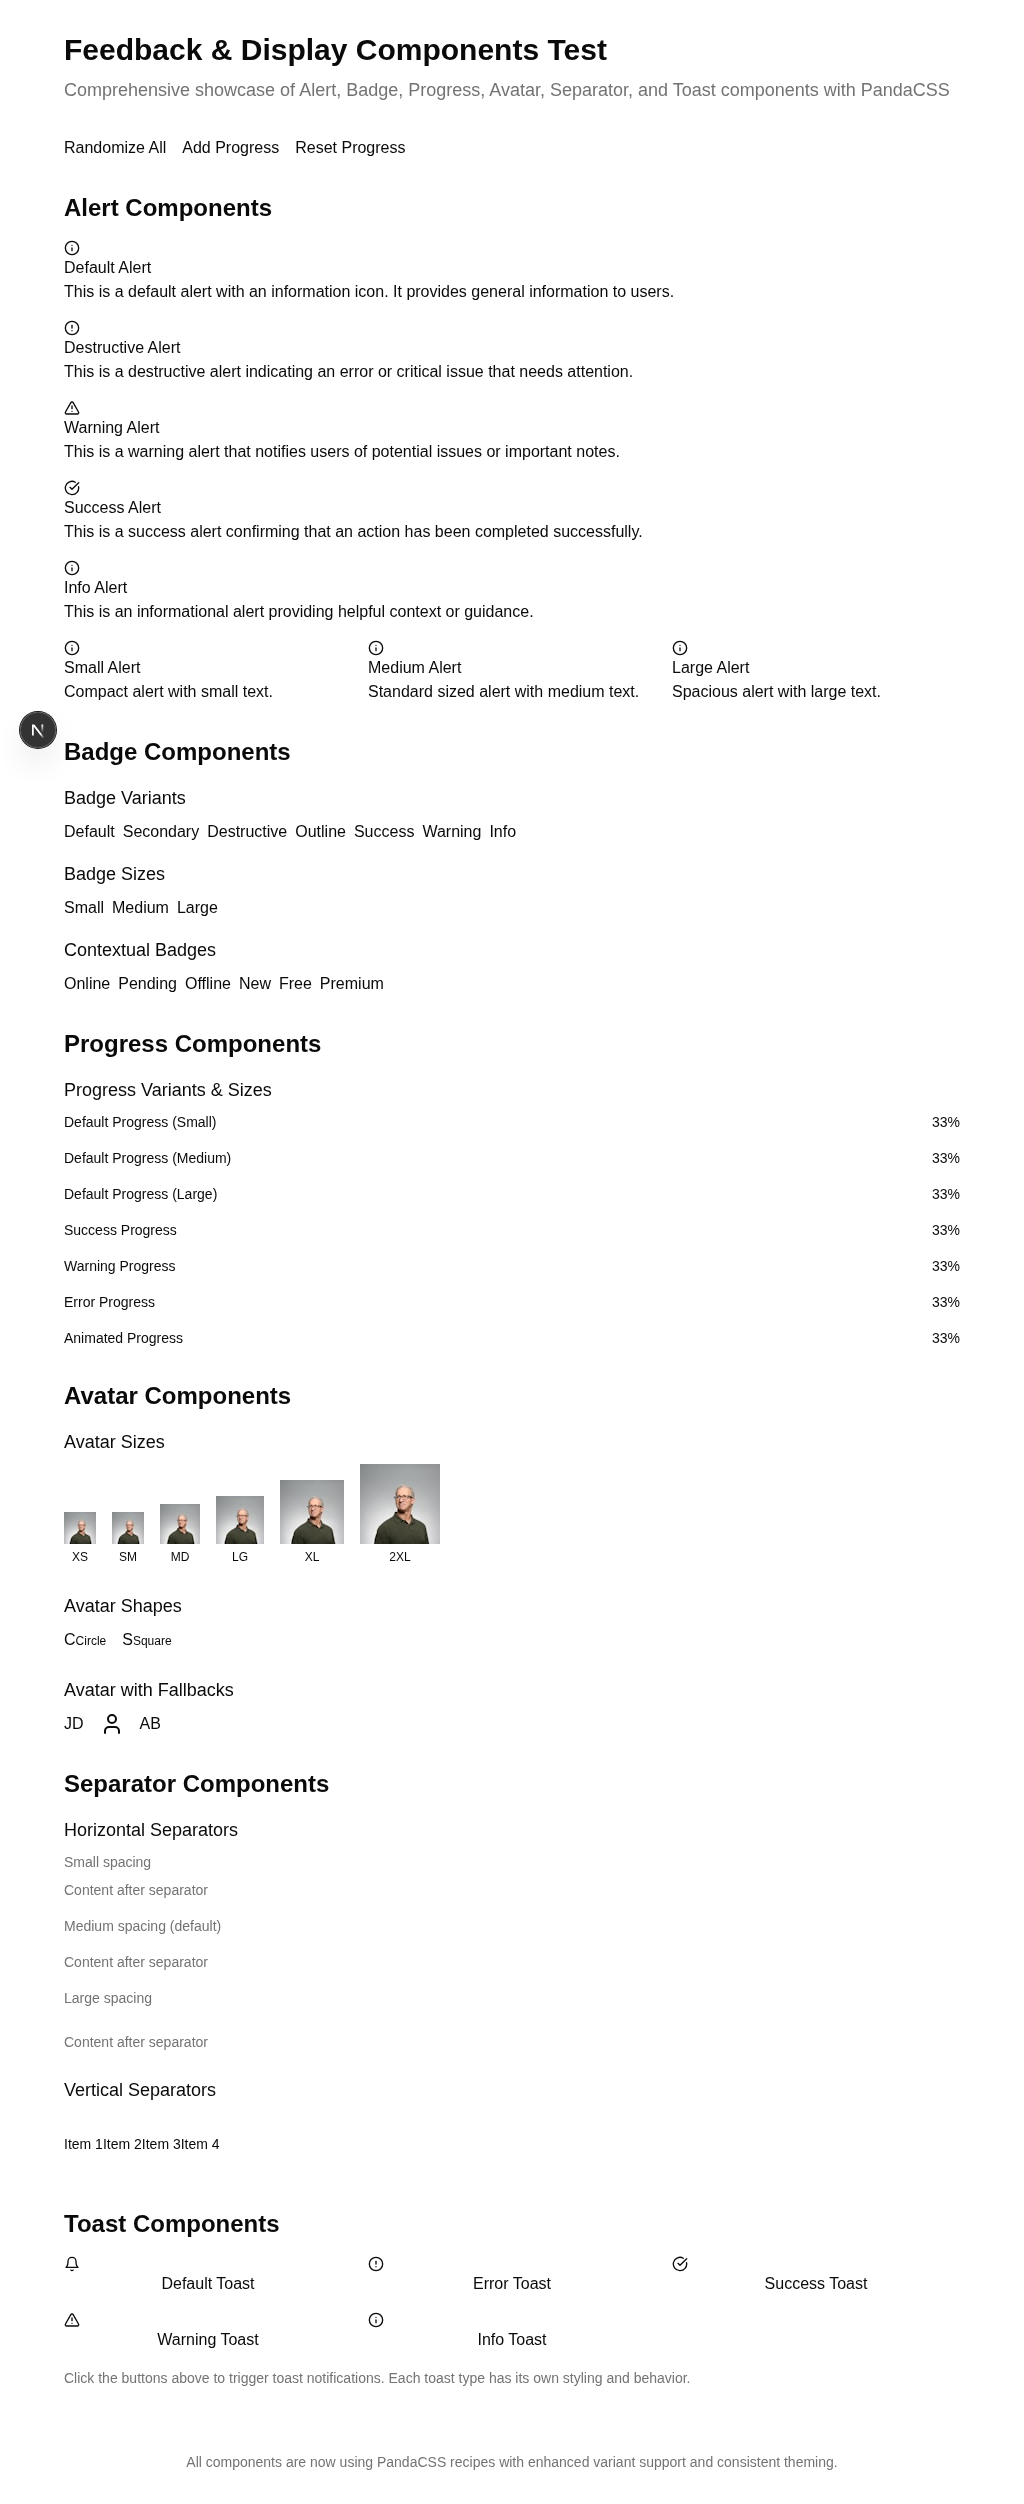 Feedback & Display Components Test
Comprehensive showcase of Alert, Badge, Progress, Avatar, Separator, and Toast components with PandaCSS
Randomize All Add Progress Reset Progress
Alert Components
Default Alert
This is a default alert with an information icon. It provides general information to users.
Destructive Alert
This is a destructive alert indicating an error or critical issue that needs attention.
Warning Alert
This is a warning alert that notifies users of potential issues or important notes.
Success Alert
This is a success alert confirming that an action has been completed successfully.
Info Alert
This is an informational alert providing helpful context or guidance.
Small Alert Medium Alert Large Alert
Compact alert with small text. Standard sized alert with medium text. Spacious alert with large text.
N
Badge Components
Badge Variants
Default Secondary Destructive Outline Success Warning Info
Badge Sizes
Small Medium Large
Contextual Badges
Online Pending Offline New Free Premium
Progress Components
Progress Variants & Sizes
Default Progress (Small) 33%
Default Progress (Medium) 33%
Default Progress (Large) 33%
Success Progress 33%
Warning Progress 33%
Error Progress 33%
Animated Progress 33%
Avatar Components
Avatar Sizes
XS SM MD LG XL 2XL
Avatar Shapes
CCircle SSquare
Avatar with Fallbacks
JD AB
Separator Components
Horizontal Separators
Small spacing
Content after separator
Medium spacing (default)
Content after separator
Large spacing
Content after separator
Vertical Separators
Item 1Item 2Item 3Item 4
Toast Components
Default Toast Error Toast Success Toast
Warning Toast Info Toast
Click the buttons above to trigger toast notifications. Each toast type has its own styling and behavior.
All components are now using PandaCSS recipes with enhanced variant support and consistent theming.